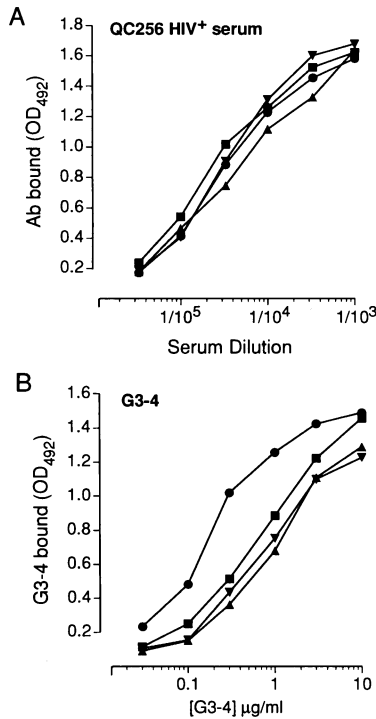 A
QC256 HIV⁺ serum
Ab bound (OD₄₉₂)
1.8
1.6
1.4
1.2
1.0
0.8
0.6
0.4
0.2
1/10⁵
1/10⁴
1/10³
Serum Dilution
B
G3-4
G3-4 bound (OD₄₉₂)
1.6
1.4
1.2
1.0
0.8
0.6
0.4
0.2
0.1
1
10
[G3-4] μg/ml